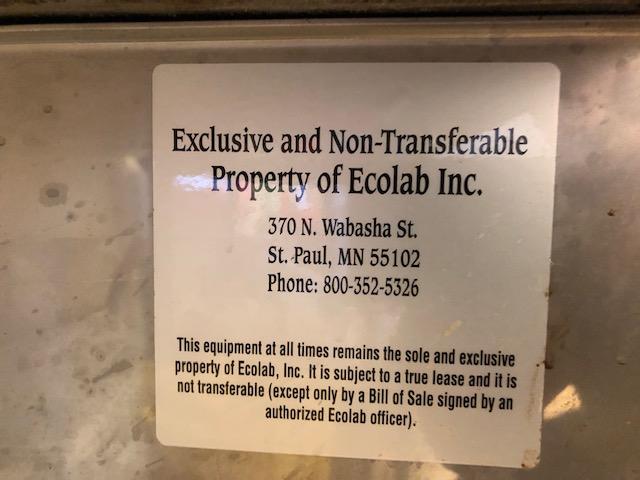 Exclusive and Non-Transferable
Property of Ecolab Inc.
370 N. Wabasha St.
St. Paul, MN 55102
Phone: 800-352-5326
This equipment at all times remains the sole and exclusive
property of Ecolab, Inc. It is subject to a true lease and it is
not transferable (except only by a Bill of Sale signed by an
authorized Ecolab officer).